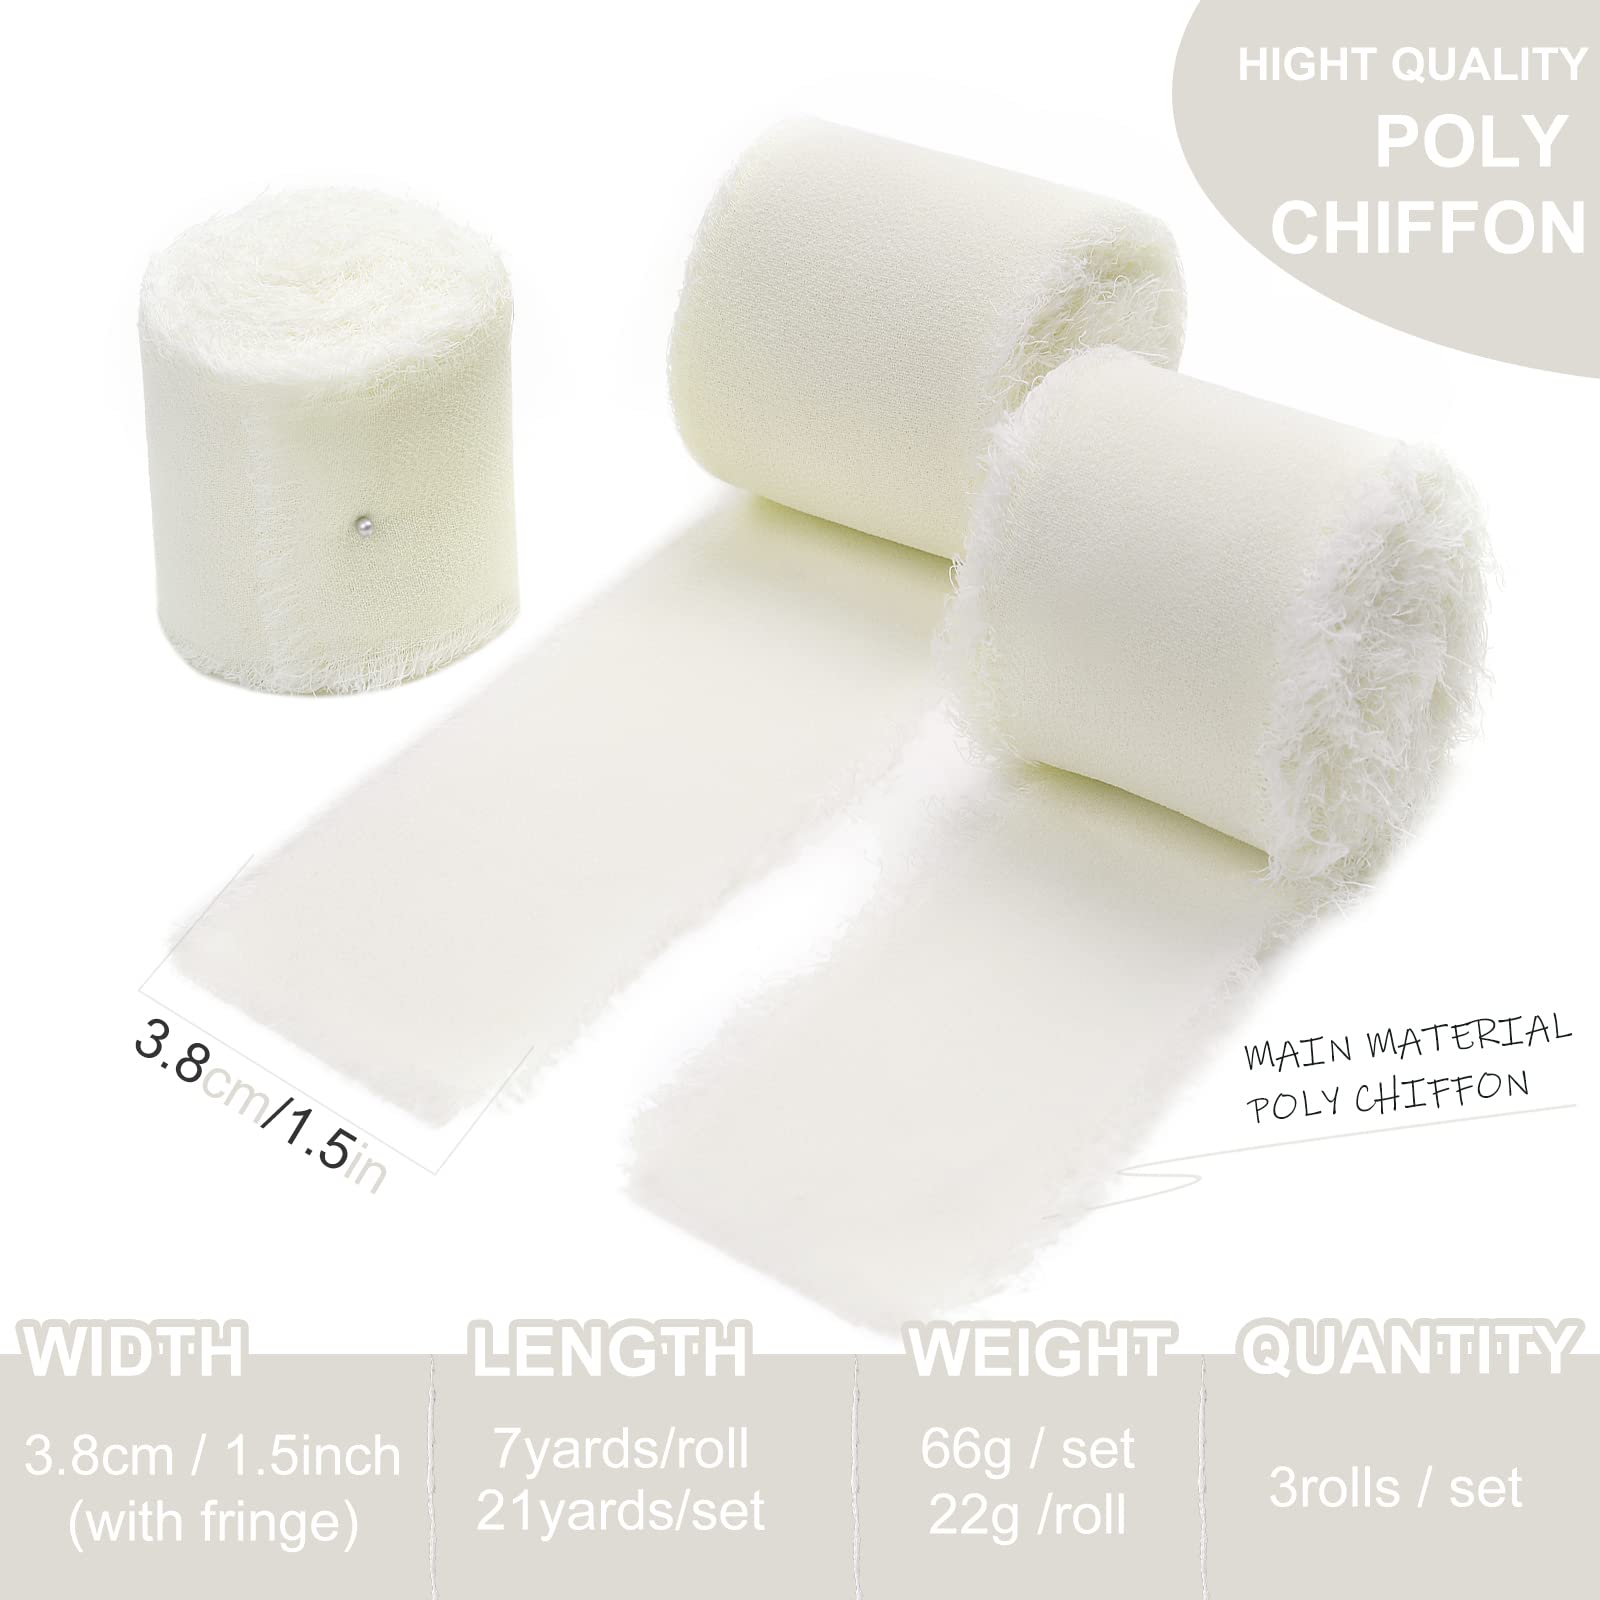 HIGHT QUALITY
POLY
CHIFFON
3.8cm/1.5in
MAIN MATERIAL
POLY CHIFFON
WIDTH
3.8cm / 1.5inch
(with fringe)
LENGTH
7yards/roll
21yards/set
WEIGHT
66g / set
22g /roll
QUANTITY
3rolls / set